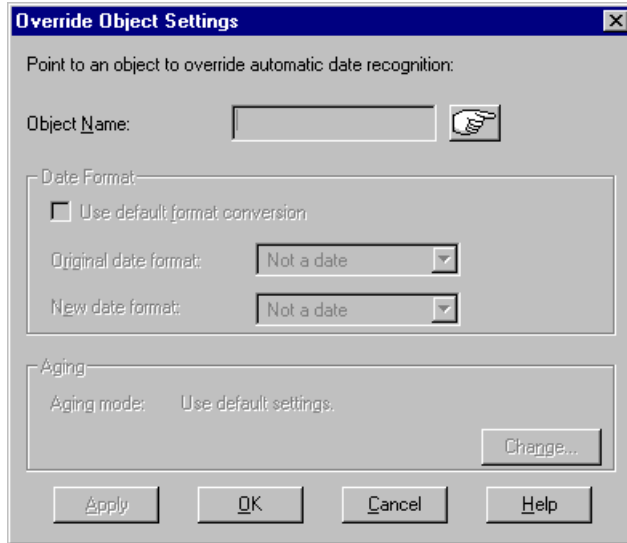 Override Object Settings
Point to an object to override automatic date recognition:
Object Name:
Date Format
Use default format conversion
Original date format: Not a date
New date format: Not a date
Aging
Aging mode: Use default settings.
Change...
Apply OK Cancel Help